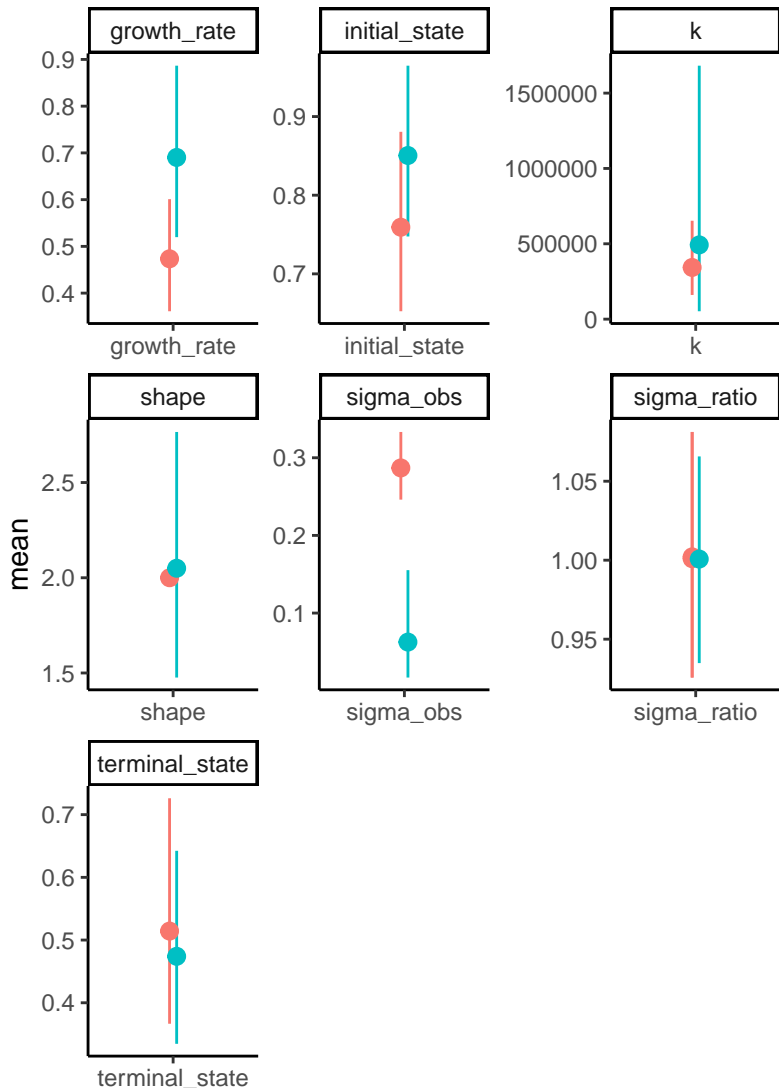 growth_rate
initial_state
k
0.9
0.8
0.7
0.6
0.5
0.4
0.9
0.8
0.7
1500000
1000000
500000
0
growth_rate
initial_state
k
shape
sigma_obs
sigma_ratio
mean
2.5
2.0
1.5
0.3
0.2
0.1
1.05
1.00
0.95
shape
sigma_obs
sigma_ratio
terminal_state
0.7
0.6
0.5
0.4
terminal_state